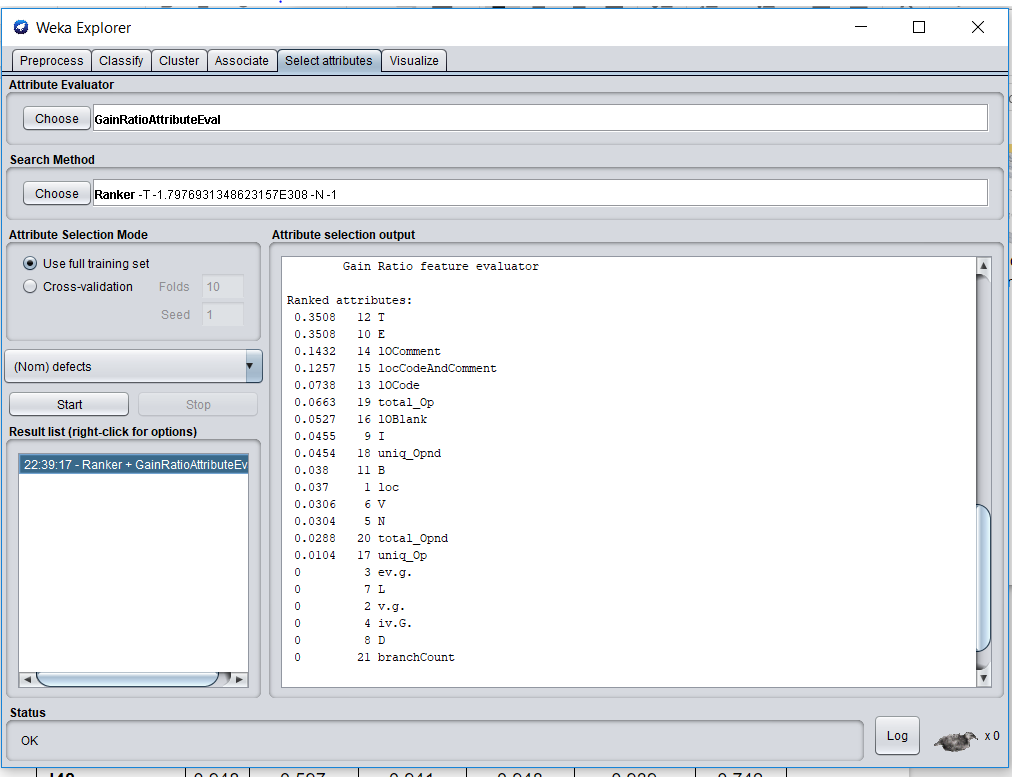 Weka Explorer
Preprocess Classify Cluster Associate Select attributes Visualize
Attribute Evaluator
Choose GainRatioAttributeEval
Search Method
Choose Ranker -T -1.7976931348623157E308 -N -1
Attribute Selection Mode
Use full training set
Cross-validation Folds 10
Seed 1
(Nom) defects
Start Stop
Result list (right-click for options)
22:39:17 - Ranker + GainRatioAttributeEv
Attribute selection output
Gain Ratio feature evaluator
Ranked attributes:
0.3508 12 T
0.3508 10 E
0.1432 14 lOComment
0.1257 15 locCodeAndComment
0.0738 13 lOCode
0.0663 19 total_Op
0.0527 16 lOBlank
0.0455 9 I
0.0454 18 uniq_Opnd
0.038 11 B
0.037 1 loc
0.0306 6 V
0.0304 5 N
0.0288 20 total_Opnd
0.0104 17 uniq_Op
0 3 ev.g.
0 7 L
0 2 v.g.
0 4 iv.G.
0 8 D
0 21 branchCount
Status
OK
Log x 0